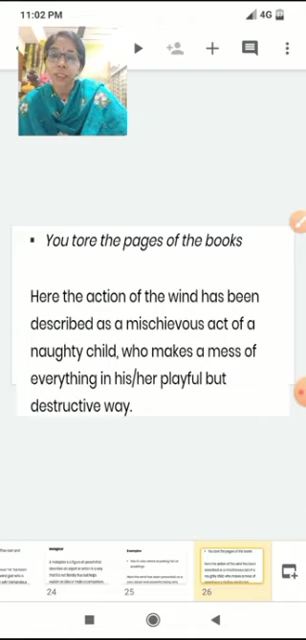 11:02 PM
4G
▪ You tore the pages of the books
Here the action of the wind has been
described as a mischievous act of a
naughty child, who makes a mess of
everything in his/her playful but
destructive way.
24
25
26